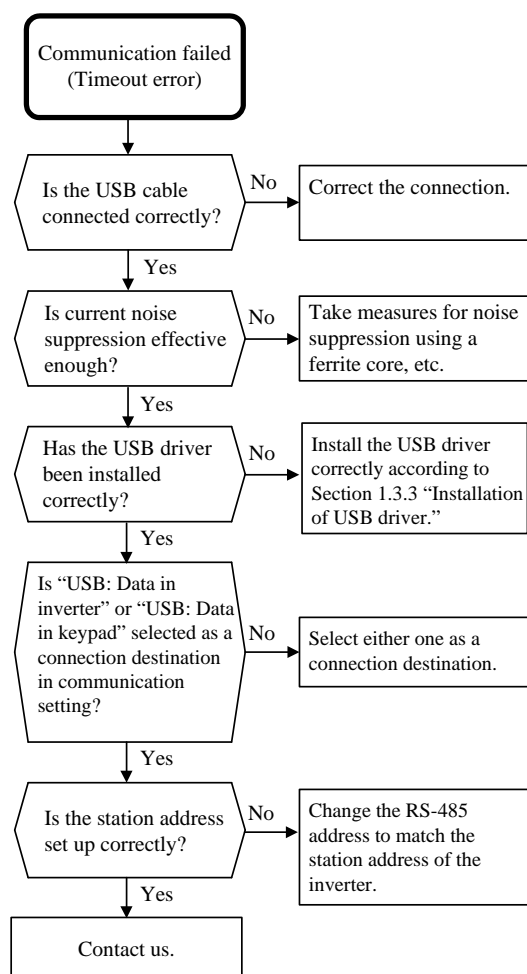 Communication failed
(Timeout error)
Is the USB cable
connected correctly?
No
Correct the connection.
Yes
Is current noise
suppression effective
enough?
No
Take measures for noise
suppression using a
ferrite core, etc.
Yes
Has the USB driver
been installed
correctly?
No
Install the USB driver
correctly according to
Section 1.3.3 “Installation
of USB driver.”
Yes
Is “USB: Data in
inverter” or “USB: Data
in keypad” selected as a
connection destination
in communication
setting?
No
Select either one as a
connection destination.
Yes
Is the station address
set up correctly?
No
Change the RS-485
address to match the
station address of the
inverter.
Yes
Contact us.